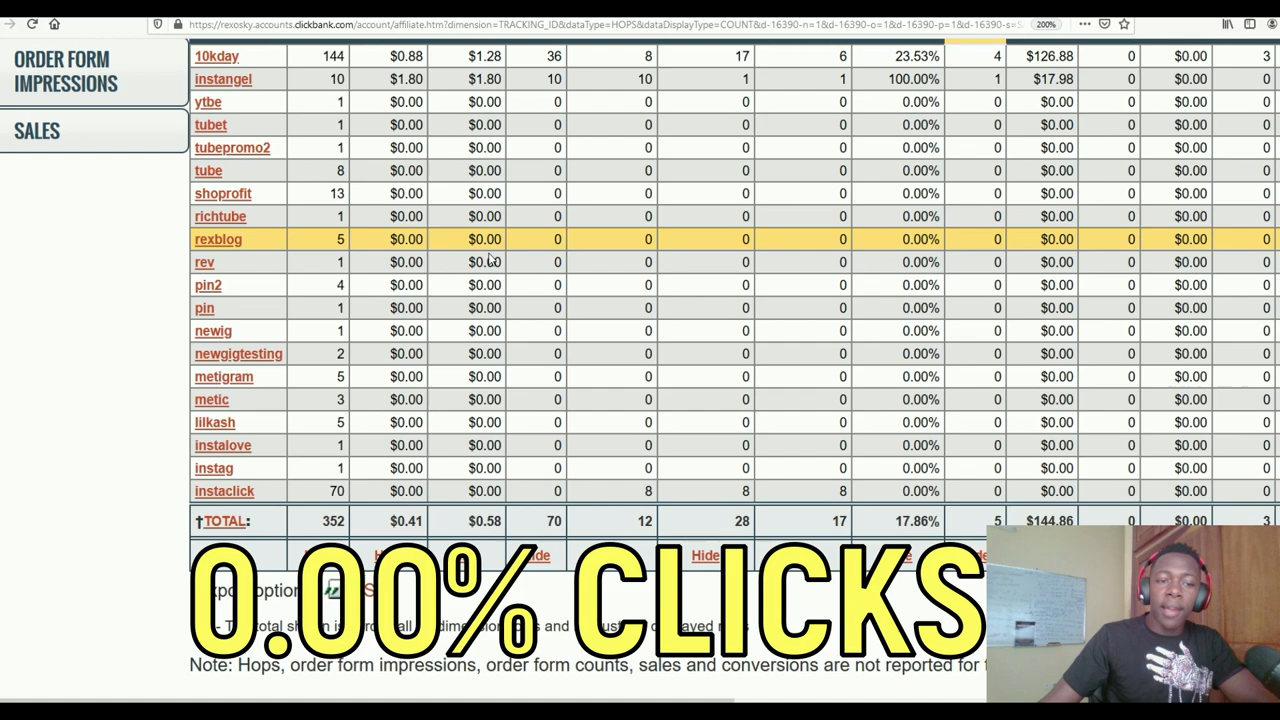 https://rexosky.accounts.clickbank.com/account/affiliate.htm?dimension=TRACKING_ID&dataType=HOPS&dataDisplayType=COUNT&d-16390-n=1&d-16390-o=1&d-16390-p=1&d-16390-s= 200%
ORDER FORM
IMPRESSIONS
SALES
10kday 144 $0.88 $1.28 36 8 17 6 23.53% 4 $126.88 0 $0.00 3
instangel 10 $1.80 $1.80 10 10 1 1 100.00% 1 $17.98 0 $0.00 0
ytbe 1 $0.00 $0.00 0 0 0 0 0.00% 0 $0.00 0 $0.00 0
tubet 1 $0.00 $0.00 0 0 0 0 0.00% 0 $0.00 0 $0.00 0
tubepromo2 1 $0.00 $0.00 0 0 0 0 0.00% 0 $0.00 0 $0.00 0
tube 8 $0.00 $0.00 0 0 0 0 0.00% 0 $0.00 0 $0.00 0
shoprofit 13 $0.00 $0.00 0 0 0 0 0.00% 0 $0.00 0 $0.00 0
richtube 1 $0.00 $0.00 0 0 0 0 0.00% 0 $0.00 0 $0.00 0
rexblog 5 $0.00 $0.00 0 0 0 0 0.00% 0 $0.00 0 $0.00 0
rev 1 $0.00 $0.00 0 0 0 0 0.00% 0 $0.00 0 $0.00 0
pin2 4 $0.00 $0.00 0 0 0 0 0.00% 0 $0.00 0 $0.00 0
pin 1 $0.00 $0.00 0 0 0 0 0.00% 0 $0.00 0 $0.00 0
newig 1 $0.00 $0.00 0 0 0 0 0.00% 0 $0.00 0 $0.00 0
newgigtesting 2 $0.00 $0.00 0 0 0 0 0.00% 0 $0.00 0 $0.00 0
metigram 5 $0.00 $0.00 0 0 0 0 0.00% 0 $0.00 0 $0.00 0
metic 3 $0.00 $0.00 0 0 0 0 0.00% 0 $0.00 0 $0.00 0
lilkash 5 $0.00 $0.00 0 0 0 0 0.00% 0 $0.00 0 $0.00 0
instalove 1 $0.00 $0.00 0 0 0 0 0.00% 0 $0.00 0 $0.00 0
instag 1 $0.00 $0.00 0 0 0 0 0.00% 0 $0.00 0 $0.00 0
instaclick 70 $0.00 $0.00 0 8 8 8 0.00% 0 $0.00 0 $0.00 0
†TOTAL: 352 $0.41 $0.58 70 12 28 17 17.86% 5 $144.86 0 $0.00 3
Hide
0.00% CLICKS
Note: Hops, order form impressions, order form counts, sales and conversions are not reported for